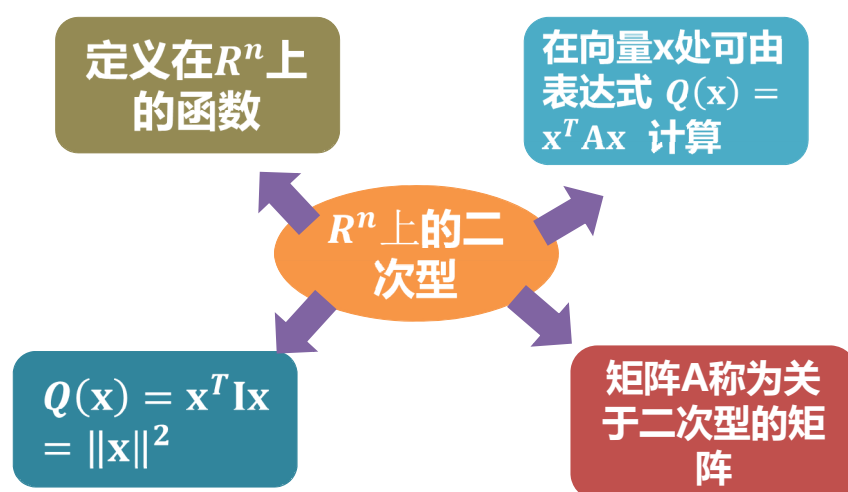 定义在Rⁿ上
的函数
在向量x处可由
表达式 Q(x) =
xᵀAx 计算
Rⁿ上的二
次型
Q(x) = xᵀIx
= ‖x‖²
矩阵A称为关
于二次型的矩
阵